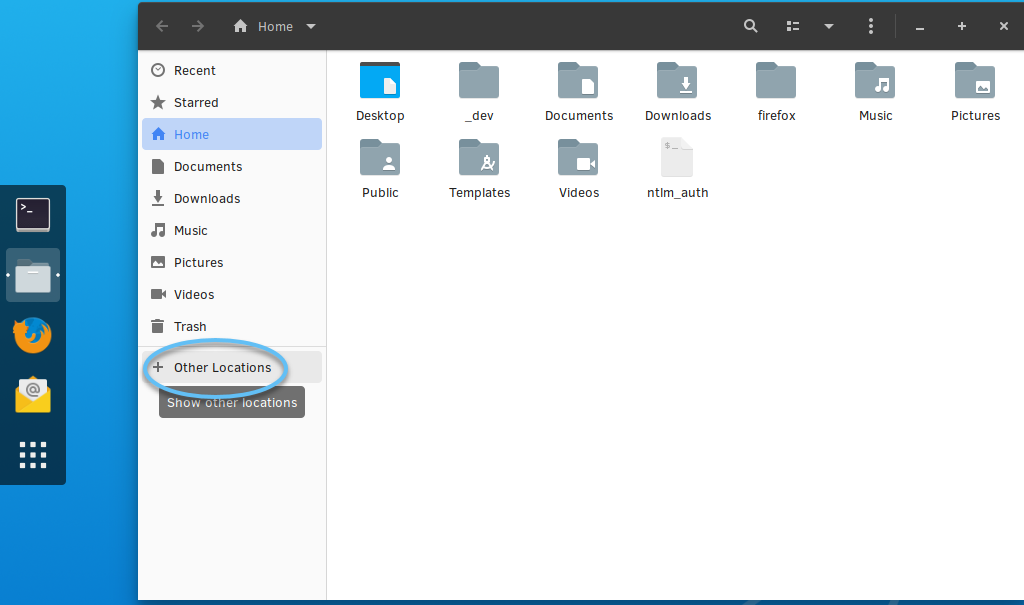 Home
Recent
Starred
Home
Documents
Downloads
Music
Pictures
Videos
Trash
Other Locations
Show other locations
Desktop
_dev
Documents
Downloads
firefox
Music
Pictures
Public
Templates
Videos
$_
ntlm_auth
>_
@